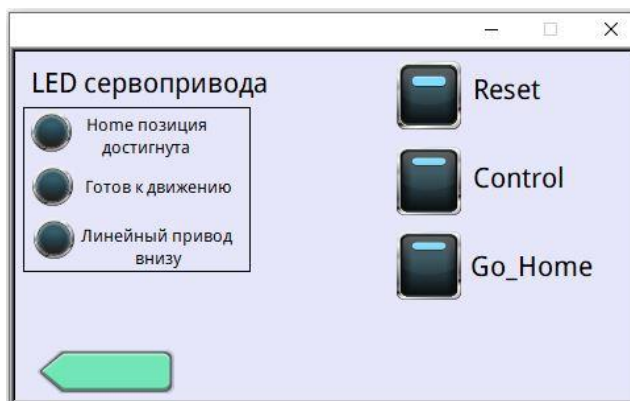 LED сервопривода
Home позиция
достигнута
Готов к движению
Линейный привод
внизу
Reset
Control
Go_Home